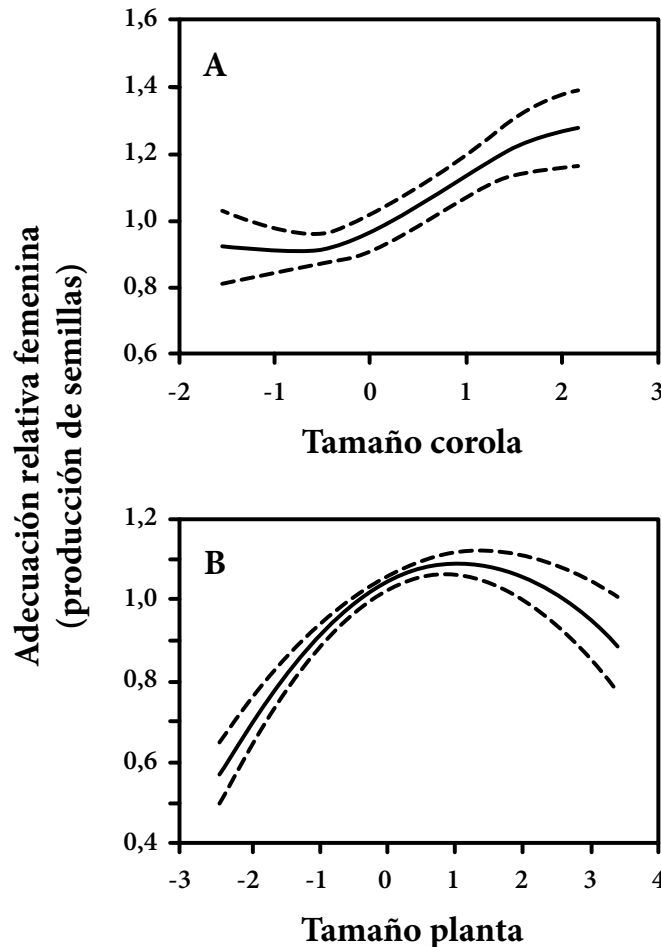 Adecuación relativa femenina
(producción de semillas)
A
1,6
1,4
1,2
1,0
0,8
0,6
-2 -1 0 1 2 3
Tamaño corola
B
1,2
1,0
0,8
0,6
0,4
-3 -2 -1 0 1 2 3 4
Tamaño planta